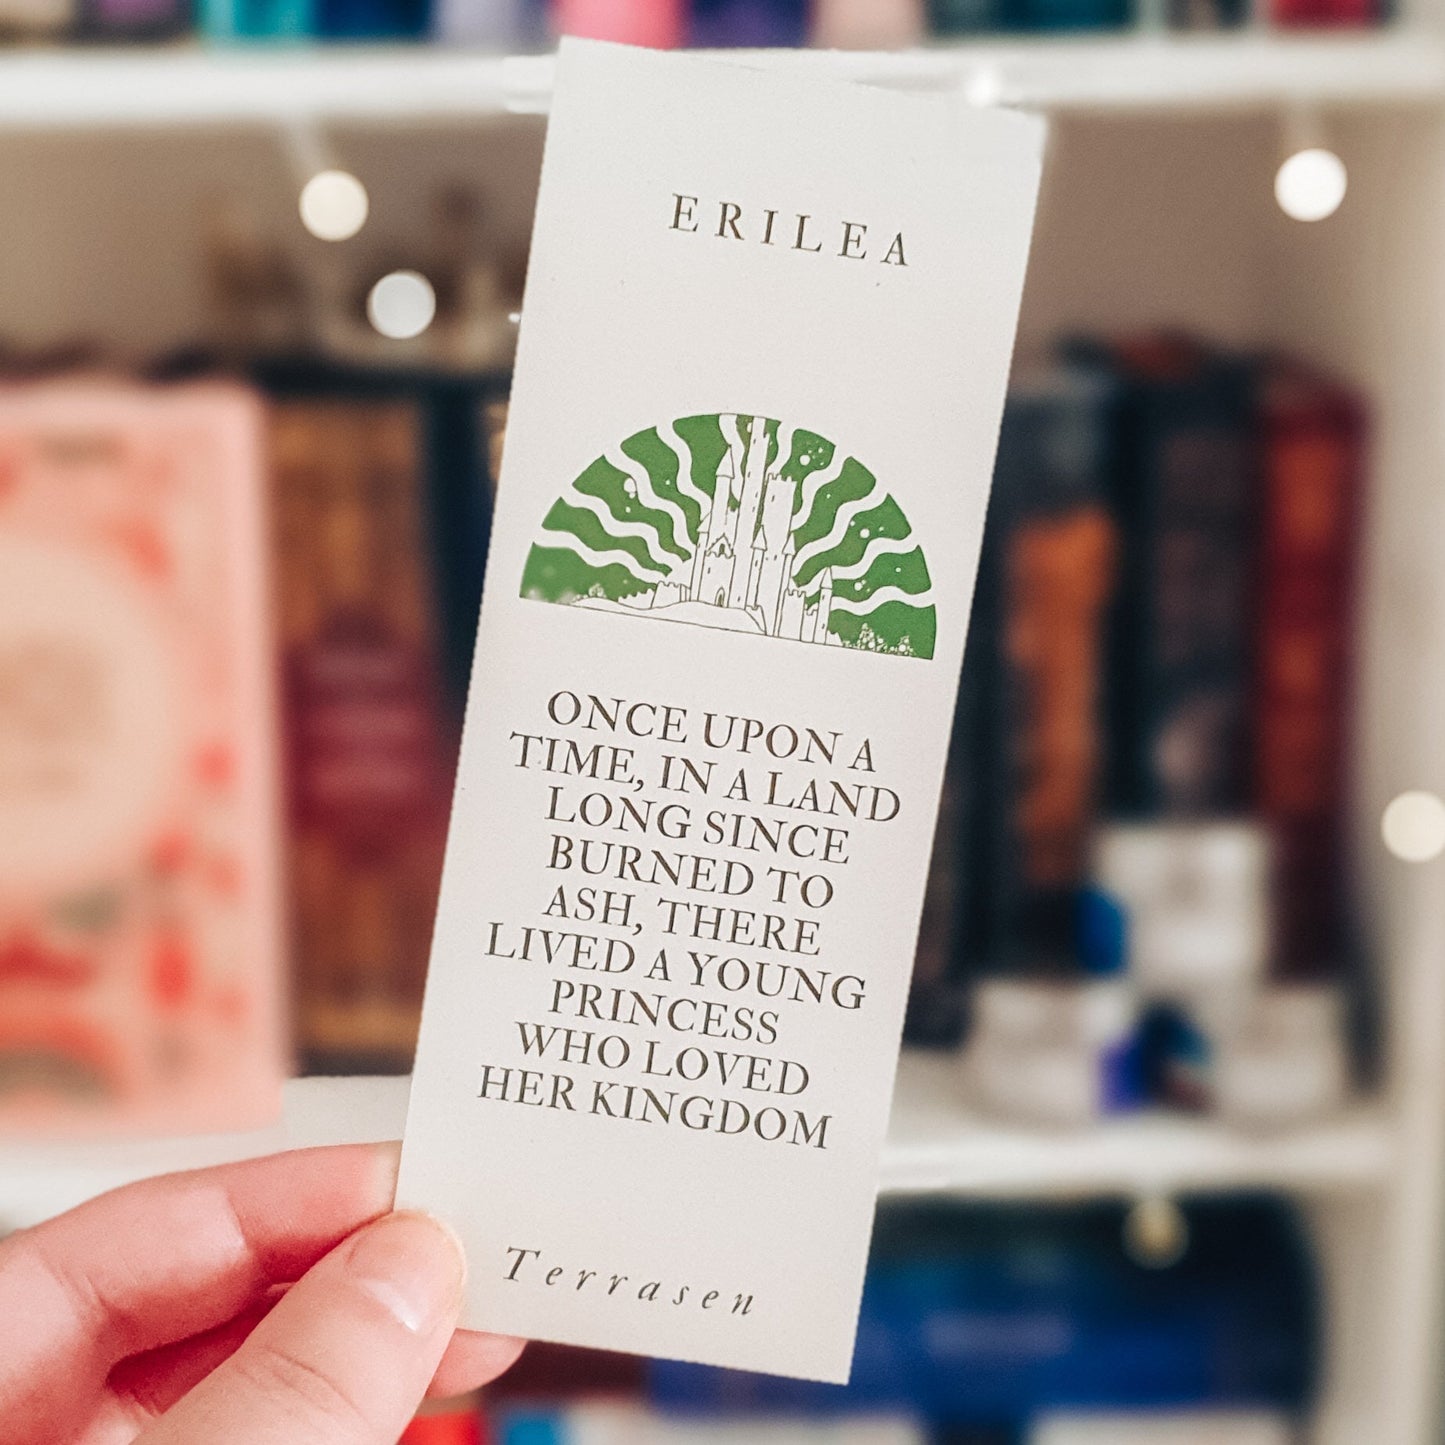 ERILEA
ONCE UPON A
TIME, IN A LAND
LONG SINCE
BURNED TO
ASH, THERE
LIVED A YOUNG
PRINCESS
WHO LOVED
HER KINGDOM
Terrasen